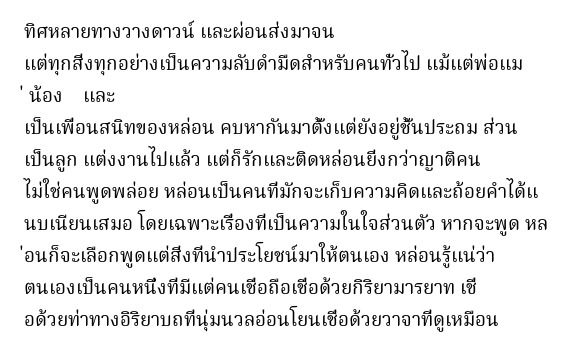 ทิศหลายทางวางดาวน์ และผ่อนส่งมาจน
แต่ทุกสิ่งทุกอย่างเป็นความลับดำมืดสำหรับคนทั่วไป แม้แต่พ่อแม
่ น้อง และ
เป็นเพื่อนสนิทของหล่อน คบหากันมาตั้งแต่ยังอยู่ชั้นประถม ส่วน
เป็นลูก แต่งงานไปแล้ว แต่ก็รักและติดหล่อนยิ่งกว่าญาติคน
ไม่ใช่คนพูดพล่อย หล่อนเป็นคนที่มักจะเก็บความคิดและถ้อยคำได้แ
นบเนียนเสมอ โดยเฉพาะเรื่องที่เป็นความในใจส่วนตัว หากจะพูด หล
่อนก็จะเลือกพูดแต่สิ่งที่นำประโยชน์มาให้ตนเอง หล่อนรู้แน่ว่า
ตนเองเป็นคนหนึ่งที่มีแต่คนเชื่อถือเชื่อด้วยกิริยามารยาท เชื
่อด้วยท่าทางอิริยาบถที่นุ่มนวลอ่อนโยนเชื่อด้วยวาจาที่ดูเหมือน